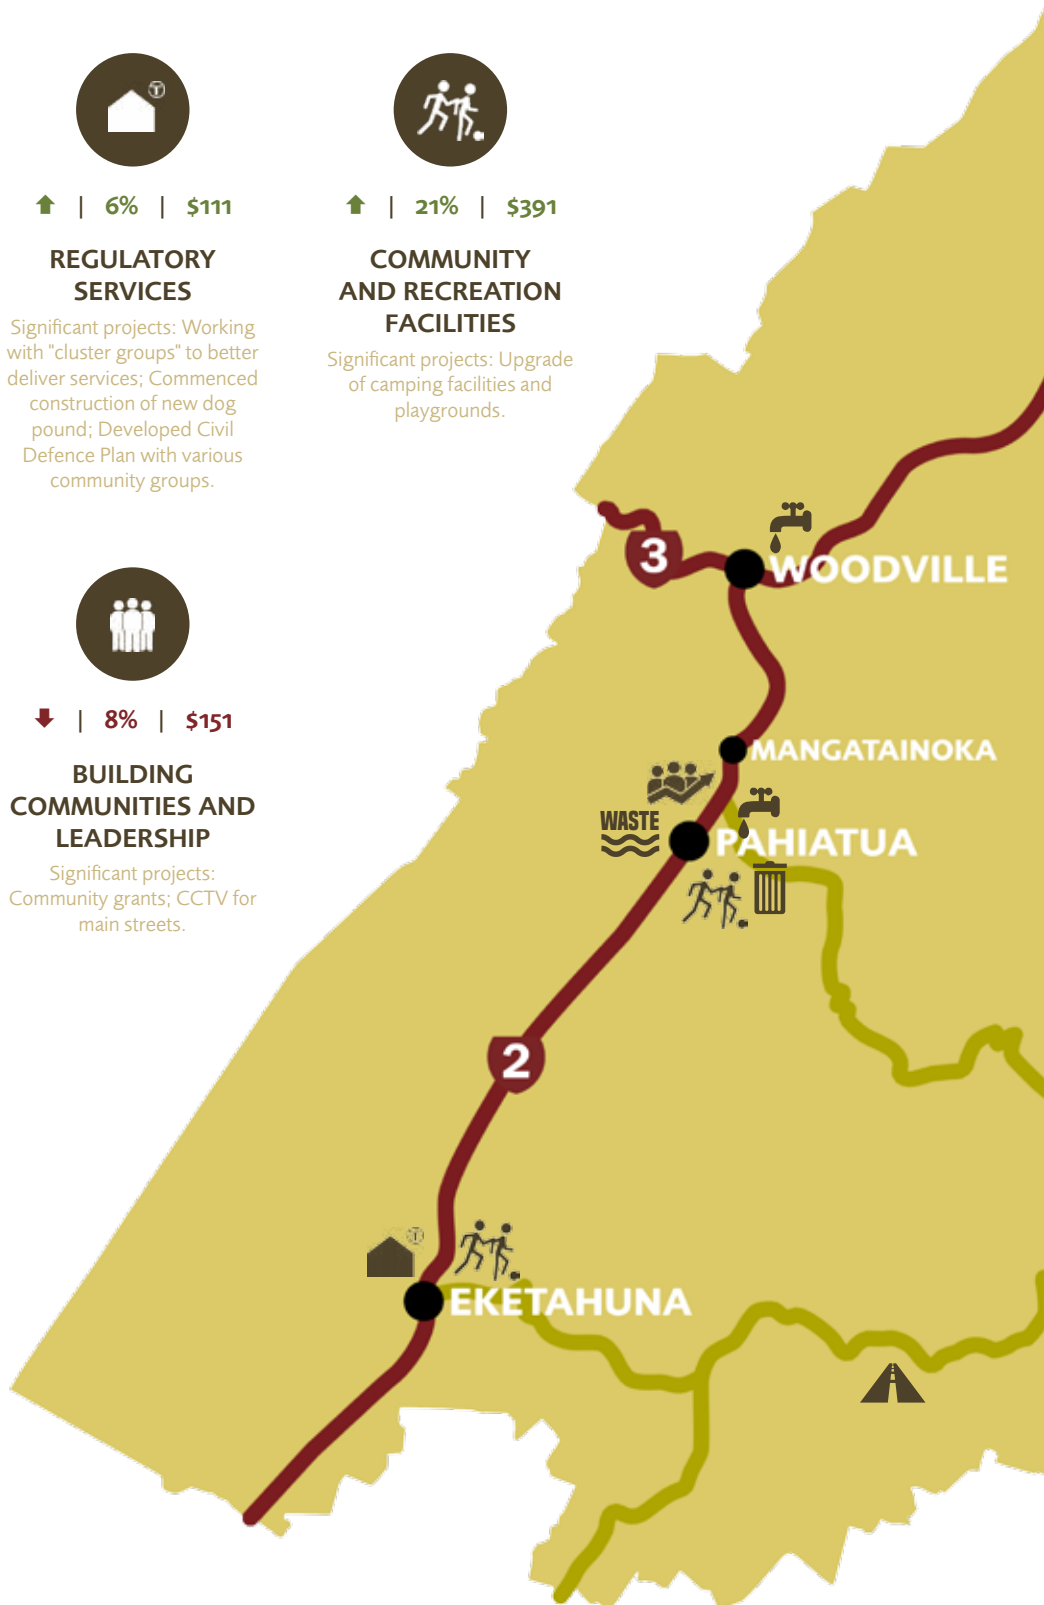 T
| 6% | $111
REGULATORY
SERVICES
Significant projects: Working
with "cluster groups" to better
deliver services; Commenced
construction of new dog
pound; Developed Civil
Defence Plan with various
community groups.
| 21% | $391
COMMUNITY
AND RECREATION
FACILITIES
Significant projects: Upgrade
of camping facilities and
playgrounds.
| 8% | $151
BUILDING
COMMUNITIES AND
LEADERSHIP
Significant projects:
Community grants; CCTV for
main streets.
3
WOODVILLE
MANGATAINOKA
WASTE
PAHIATUA
2
T
EKETAHUNA